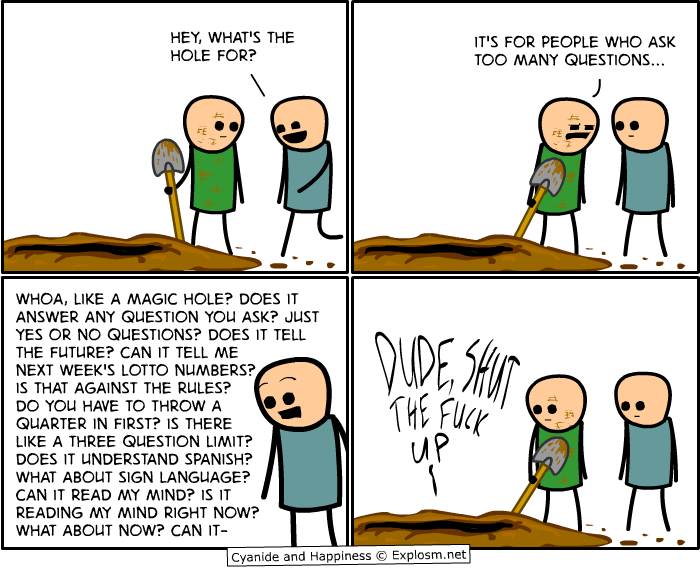 HEY, WHAT'S THE
HOLE FOR?
IT'S FOR PEOPLE WHO ASK
TOO MANY QUESTIONS...
WHOA, LIKE A MAGIC HOLE? DOES IT
ANSWER ANY QUESTION YOU ASK? JUST
YES OR NO QUESTIONS? DOES IT TELL
THE FUTURE? CAN IT TELL ME
NEXT WEEK'S LOTTO NUMBERS?
IS THAT AGAINST THE RULES?
DO YOU HAVE TO THROW A
QUARTER IN FIRST? IS THERE
LIKE A THREE QUESTION LIMIT?
DOES IT UNDERSTAND SPANISH?
WHAT ABOUT SIGN LANGUAGE?
CAN IT READ MY MIND? IS IT
READING MY MIND RIGHT NOW?
WHAT ABOUT NOW? CAN IT-
DUDE, SHUT
THE FUCK
UP
Cyanide and Happiness © Explosm.net